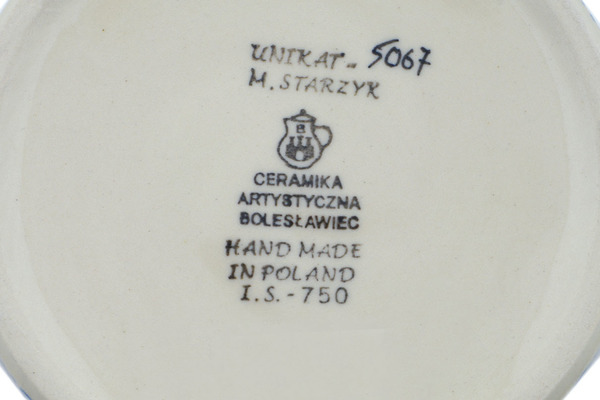 UNIKAT - 5067
M. STARZYK
B
CERAMIKA
ARTYSTYCZNA
BOLESŁAWIEC
HAND MADE
IN POLAND
I.S. - 750